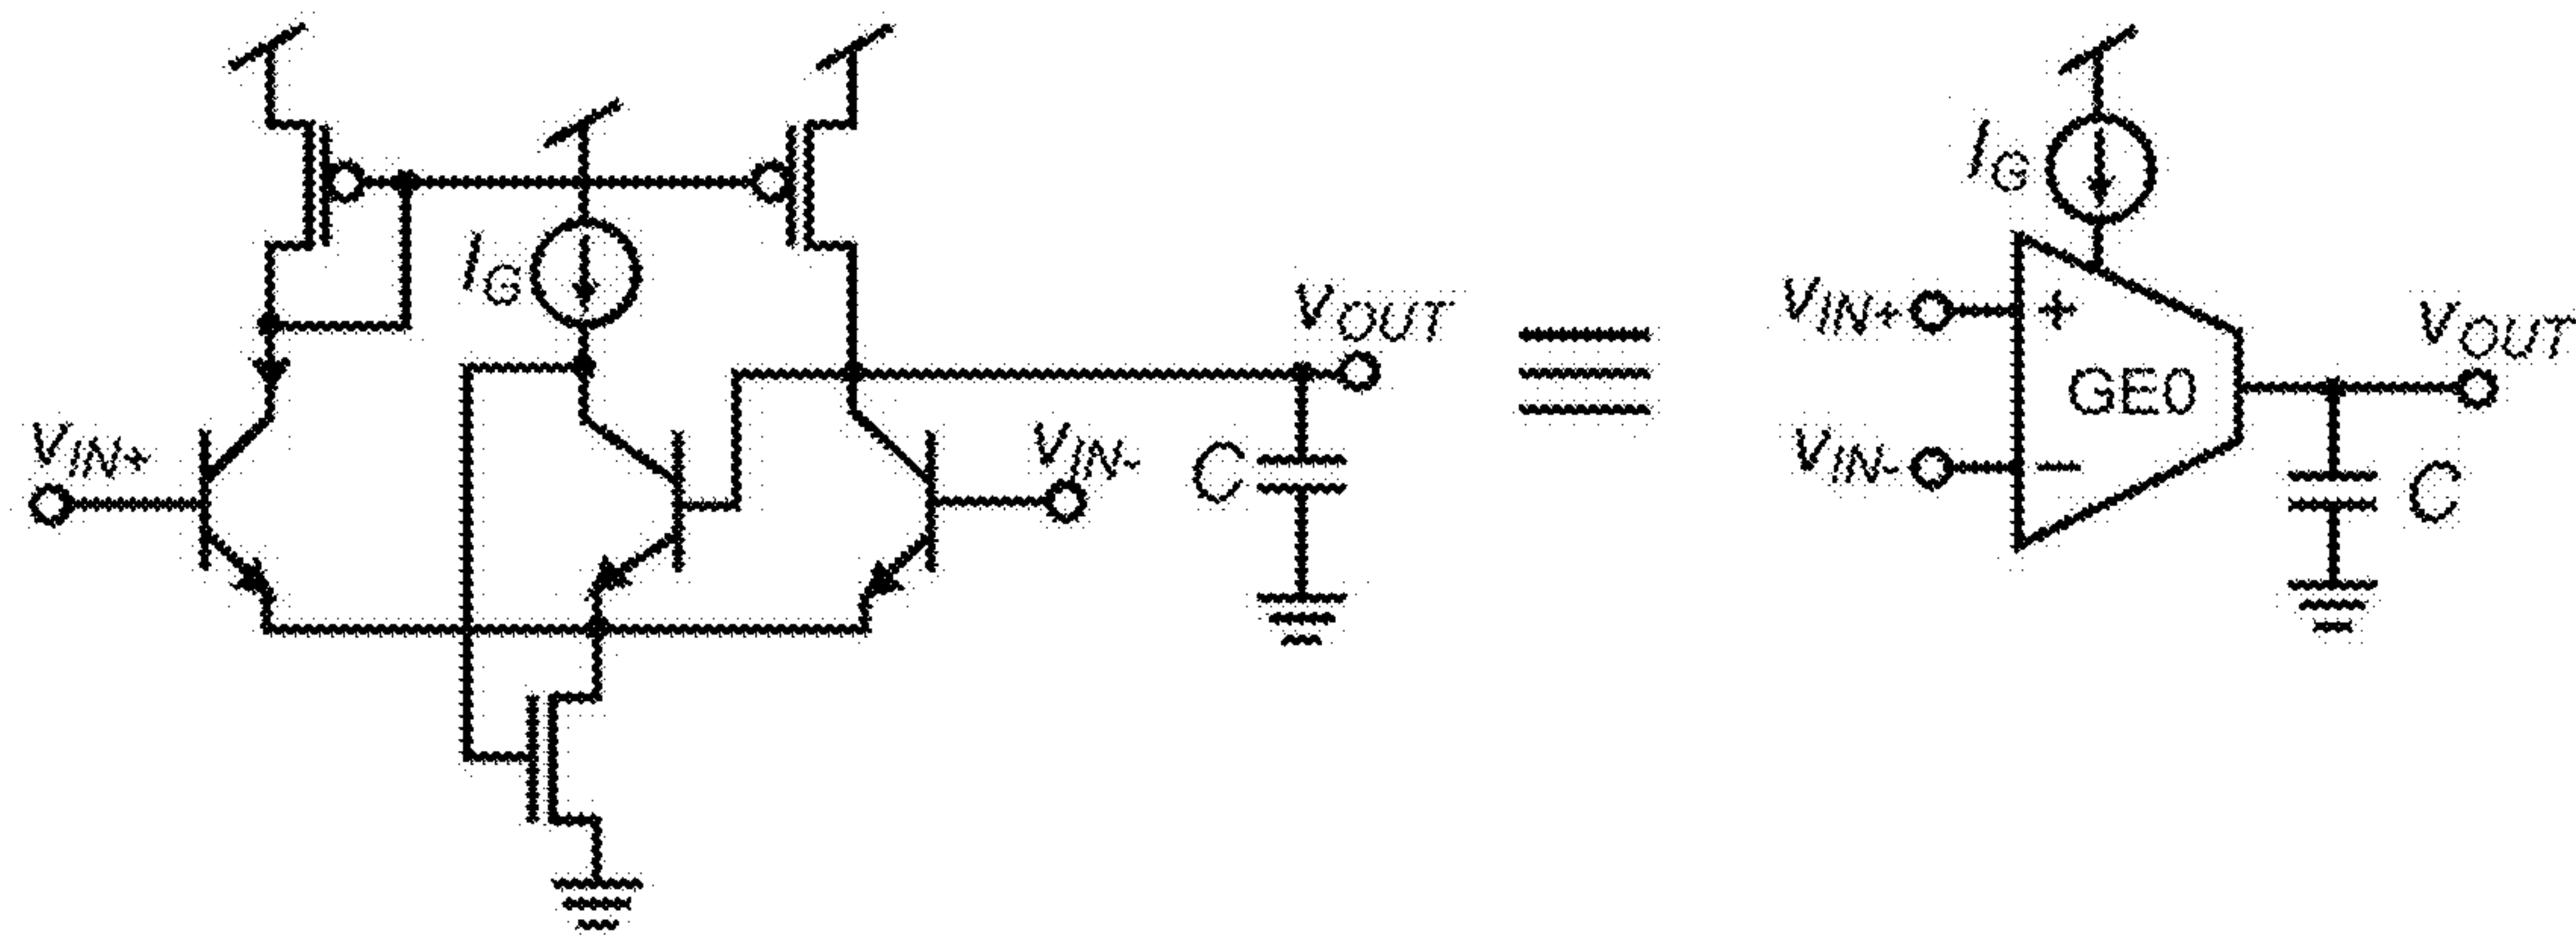 I_G
I_G
v_OUT
v_IN+
v_IN-
C
v_IN+
+
GE0
v_IN-
−
v_OUT
C